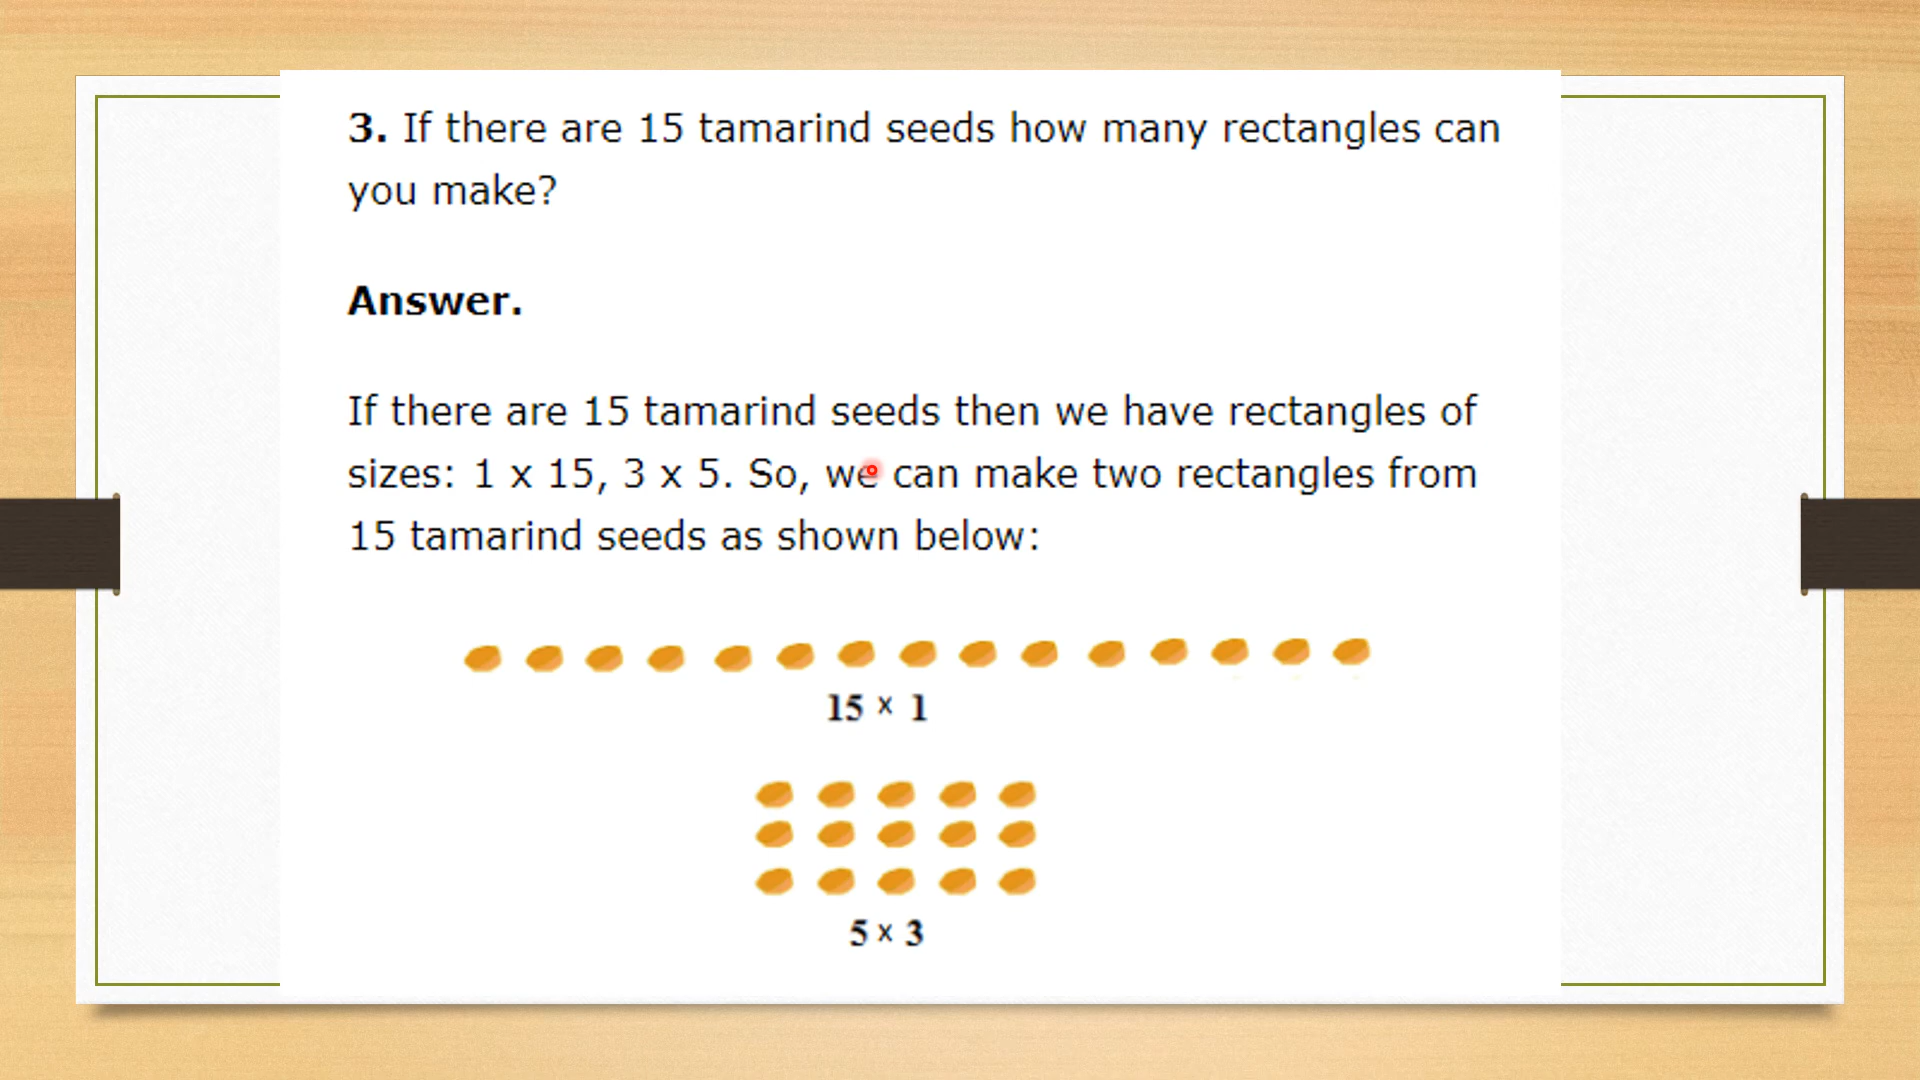 3. If there are 15 tamarind seeds how many rectangles can
you make?
Answer.
If there are 15 tamarind seeds then we have rectangles of
sizes: 1 x 15, 3 x 5. So, we can make two rectangles from
15 tamarind seeds as shown below:
15 × 1
5 × 3